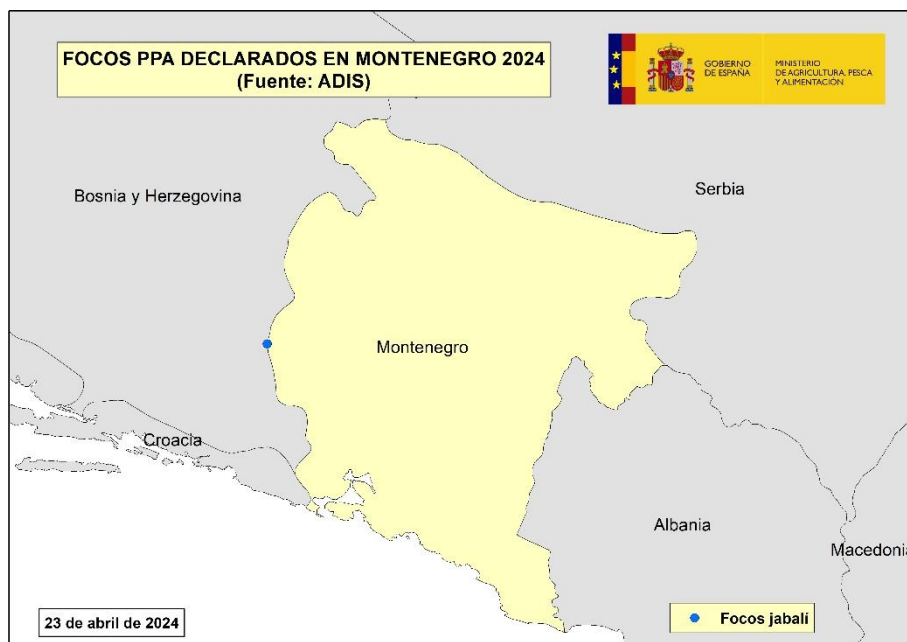 FOCOS PPA DECLARADOS EN MONTENEGRO 2024
(Fuente: ADIS)
GOBIERNO
DE ESPAÑA
MINISTERIO
DE AGRICULTURA, PESCA
Y ALIMENTACIÓN
Bosnia y Herzegovina
Serbia
Montenegro
Croacia
Albania
Macedonia
23 de abril de 2024
Focos jabalí